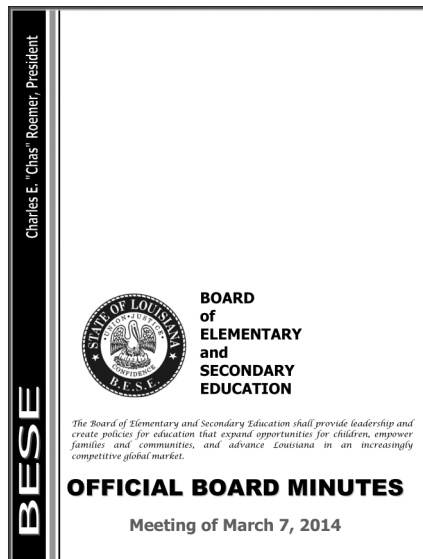 Charles E. "Chas" Roemer, President
BESE
STATE OF LOUISIANA
UNION · JUSTICE
CONFIDENCE
B.E.S.E.
BOARD
of
ELEMENTARY
and
SECONDARY
EDUCATION
The Board of Elementary and Secondary Education shall provide leadership and
create policies for education that expand opportunities for children, empower
families and communities, and advance Louisiana in an increasingly
competitive global market.
OFFICIAL BOARD MINUTES
Meeting of March 7, 2014